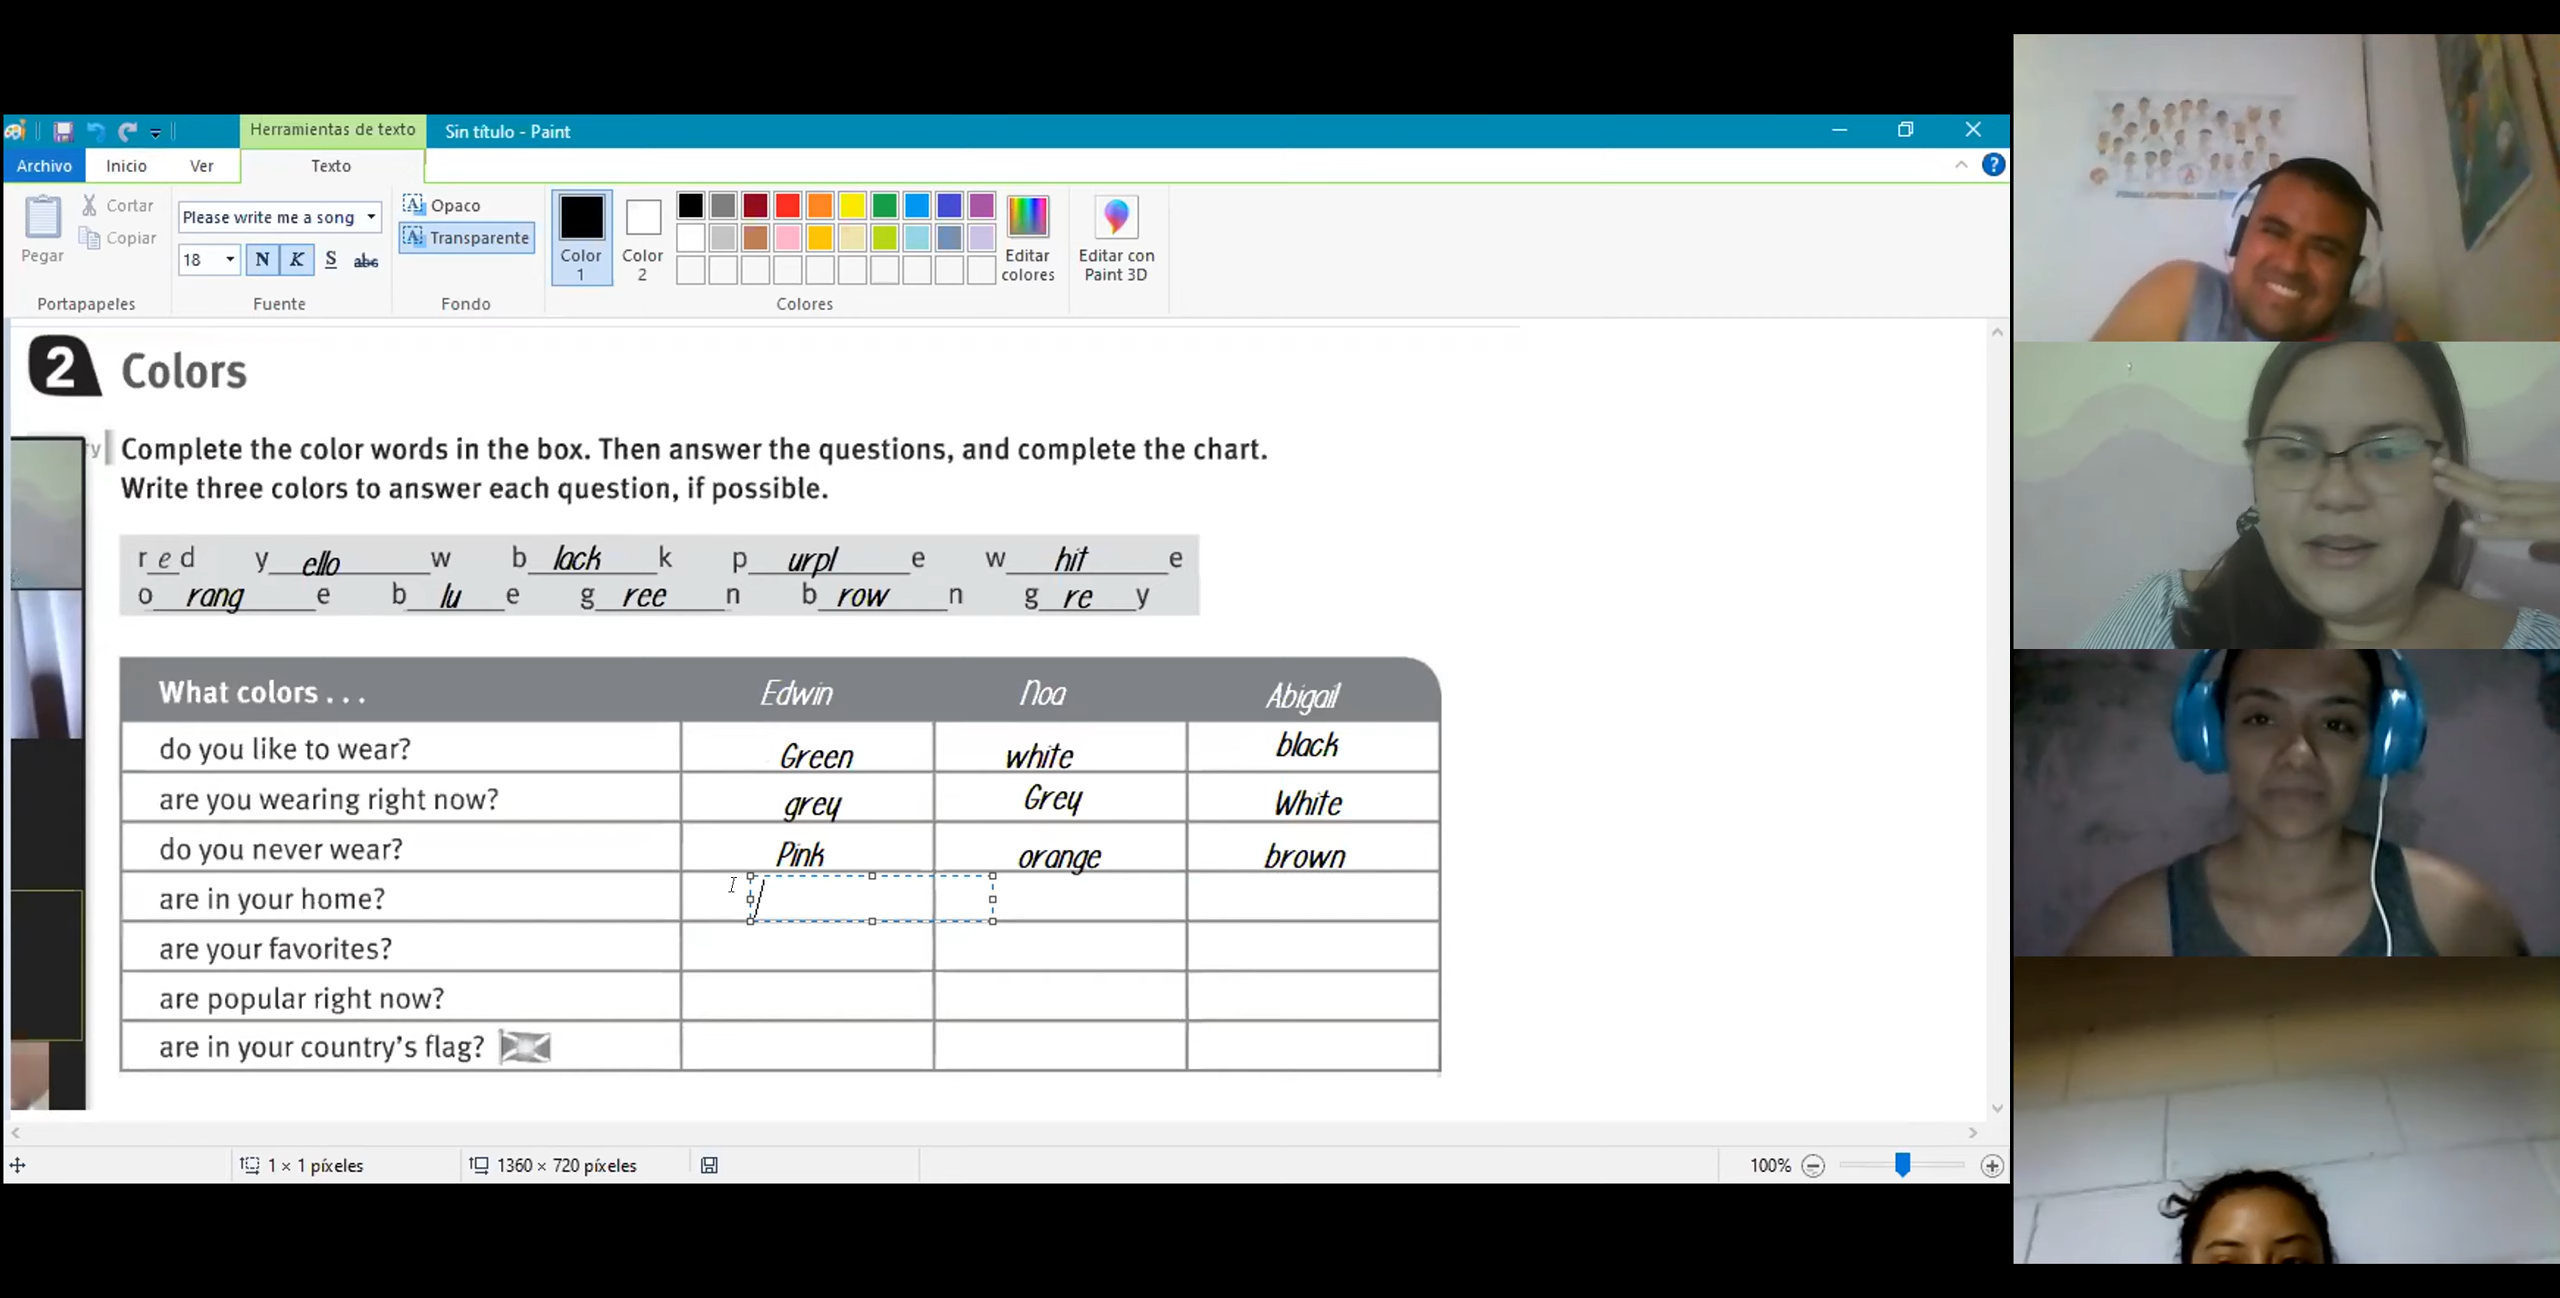 Herramientas de texto Sin título - Paint
Archivo Inicio Ver Texto
Pegar Cortar Copiar
Please write me a song
18 N K S abc
Opaco
Transparente
Color 1 Color 2 Editar colores Editar con Paint 3D
Portapapeles Fuente Fondo Colores
2 Colors
Complete the color words in the box. Then answer the questions, and complete the chart.
Write three colors to answer each question, if possible.
r e d y ello w b lack k p urpl e w hit e
o rang e b lu e g ree n b row n g re y
What colors . . . Edwin Noa Abigail
do you like to wear? Green white black
are you wearing right now? grey Grey White
do you never wear? Pink orange brown
are in your home?
are your favorites?
are popular right now?
are in your country's flag?
1 × 1 píxeles 1360 × 720 píxeles 100%